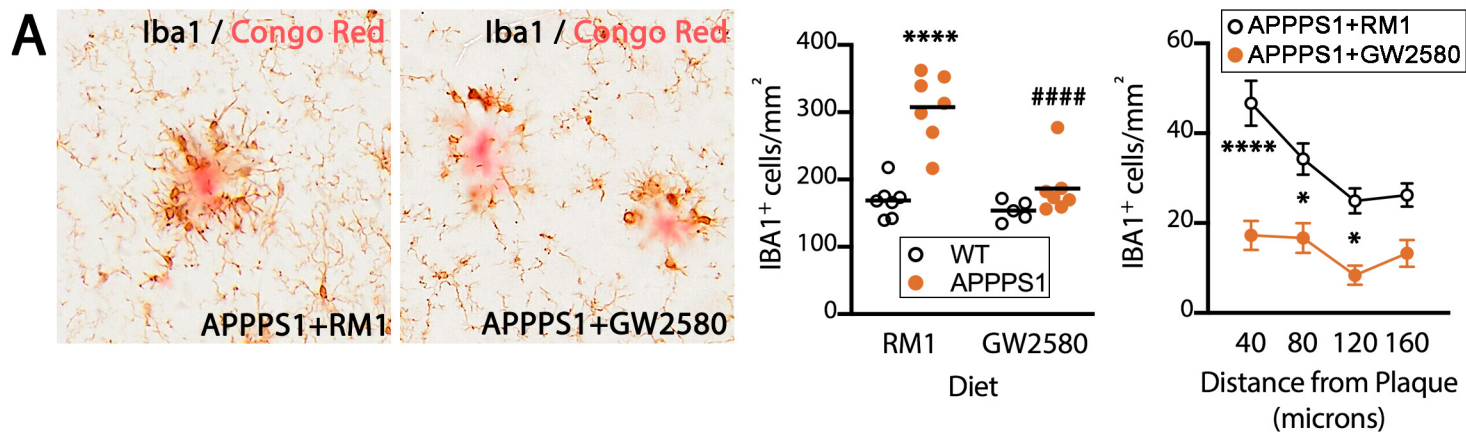 A
Iba1 / Congo Red
APPPS1+RM1
Iba1 / Congo Red
APPPS1+GW2580
IBA1⁺ cells/mm²
400
300
200
100
0
****
####
WT
APPPS1
RM1 GW2580
Diet
IBA1⁺ cells/mm²
60
40
20
0
APPPS1+RM1
APPPS1+GW2580
****
*
*
40 80 120 160
Distance from Plaque
(microns)